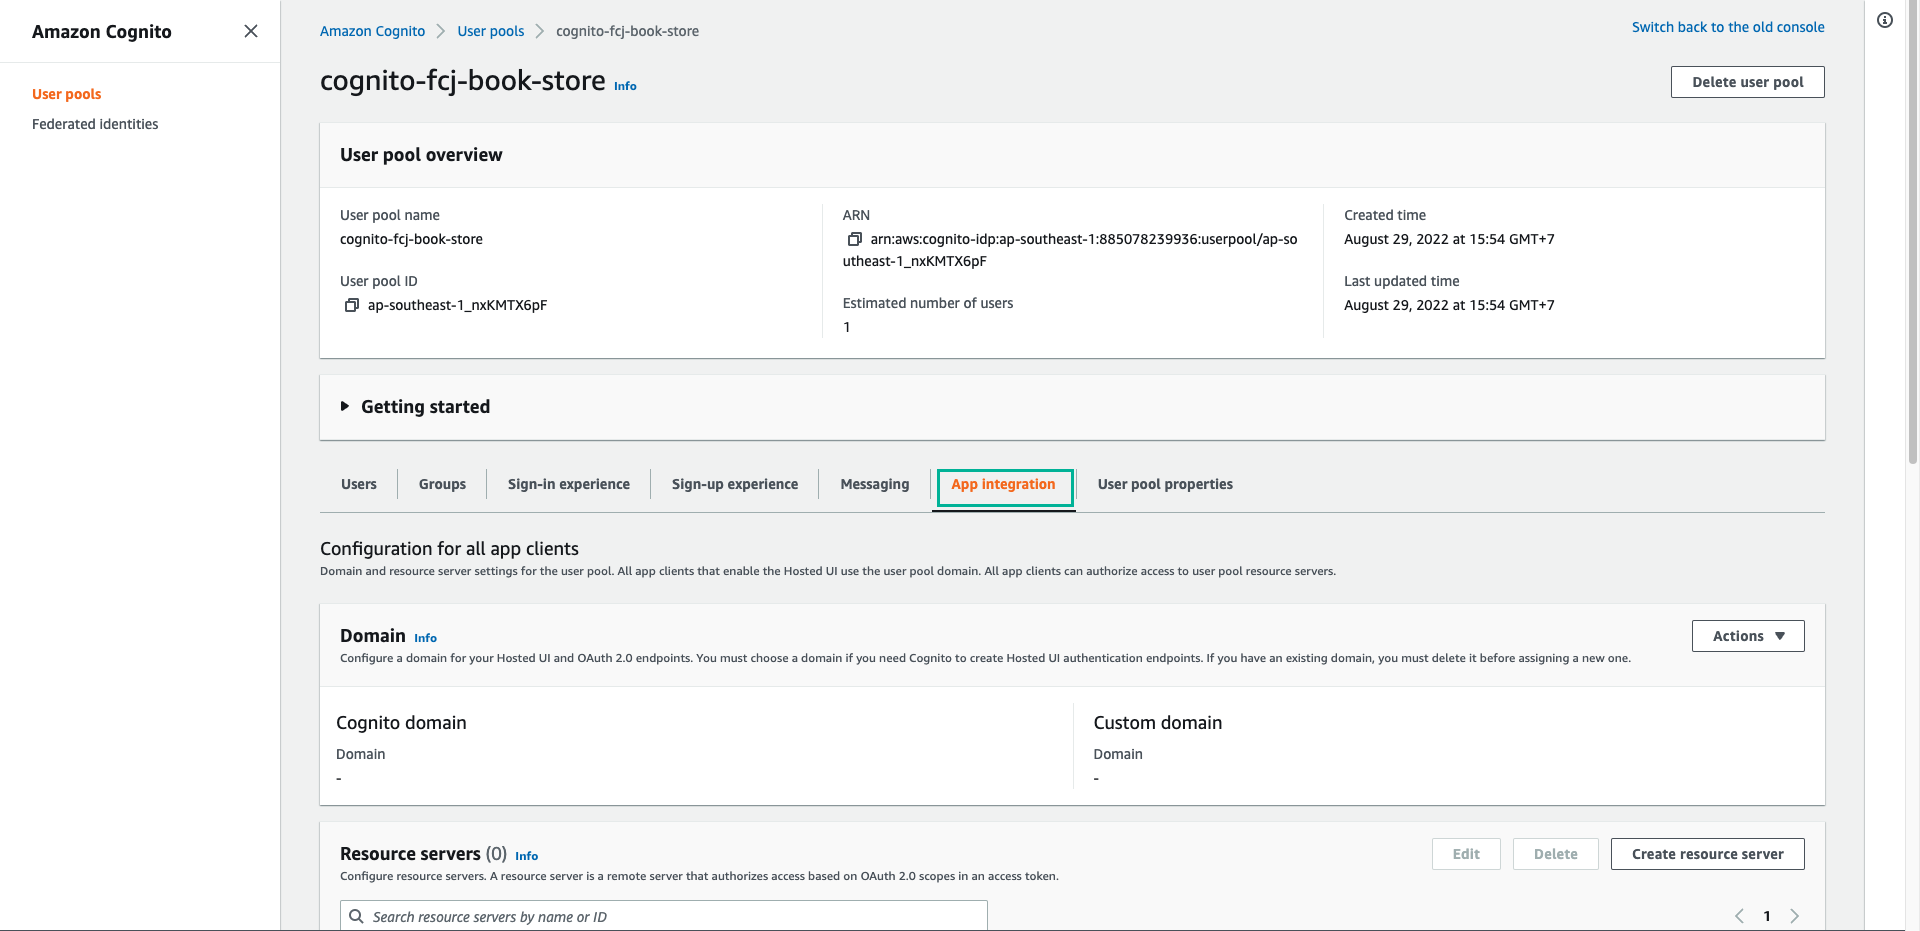 Amazon Cognito
User pools
Federated identities
Amazon Cognito
User pools
cognito-fcj-book-store
Switch back to the old console
cognito-fcj-book-store Info
Delete user pool
User pool overview
User pool name
cognito-fcj-book-store
User pool ID
ap-southeast-1_nxKMTX6pF
ARN
arn:aws:cognito-idp:ap-southeast-1:885078239936:userpool/ap-so
utheast-1_nxKMTX6pF
Estimated number of users
1
Created time
August 29, 2022 at 15:54 GMT+7
Last updated time
August 29, 2022 at 15:54 GMT+7
Getting started
Users
Groups
Sign-in experience
Sign-up experience
Messaging
App integration
User pool properties
Configuration for all app clients
Domain and resource server settings for the user pool. All app clients that enable the Hosted UI use the user pool domain. All app clients can authorize access to user pool resource servers.
Domain Info
Actions
Configure a domain for your Hosted UI and OAuth 2.0 endpoints. You must choose a domain if you need Cognito to create Hosted UI authentication endpoints. If you have an existing domain, you must delete it before assigning a new one.
Cognito domain
Domain
-
Custom domain
Domain
-
Resource servers (0) Info
Edit
Delete
Create resource server
Configure resource servers. A resource server is a remote server that authorizes access based on OAuth 2.0 scopes in an access token.
Search resource servers by name or ID
1